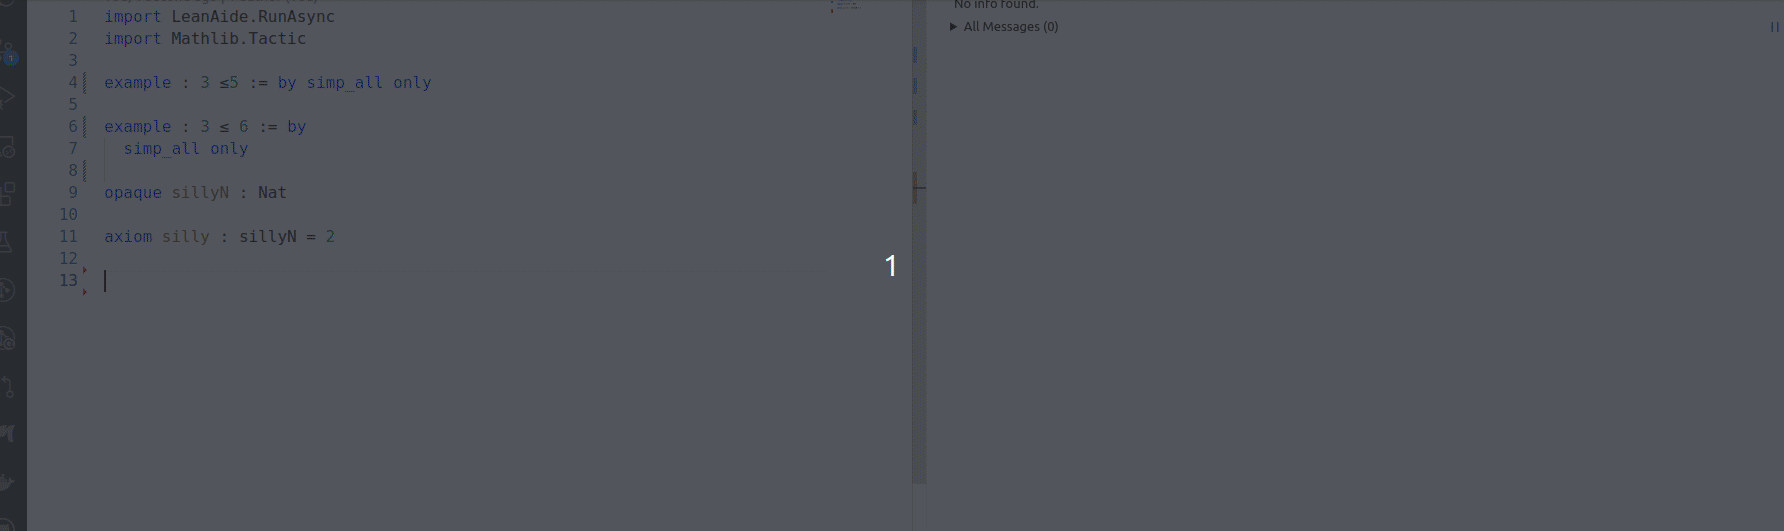 1 import LeanAide.RunAsync
2 import Mathlib.Tactic
3
4 example : 3 ≤5 := by simp_all only
5
6 example : 3 ≤ 6 := by
7 simp_all only
8
9 opaque sillyN : Nat
10
11 axiom silly : sillyN = 2
12
13
1
No info found.
All Messages (0)
1